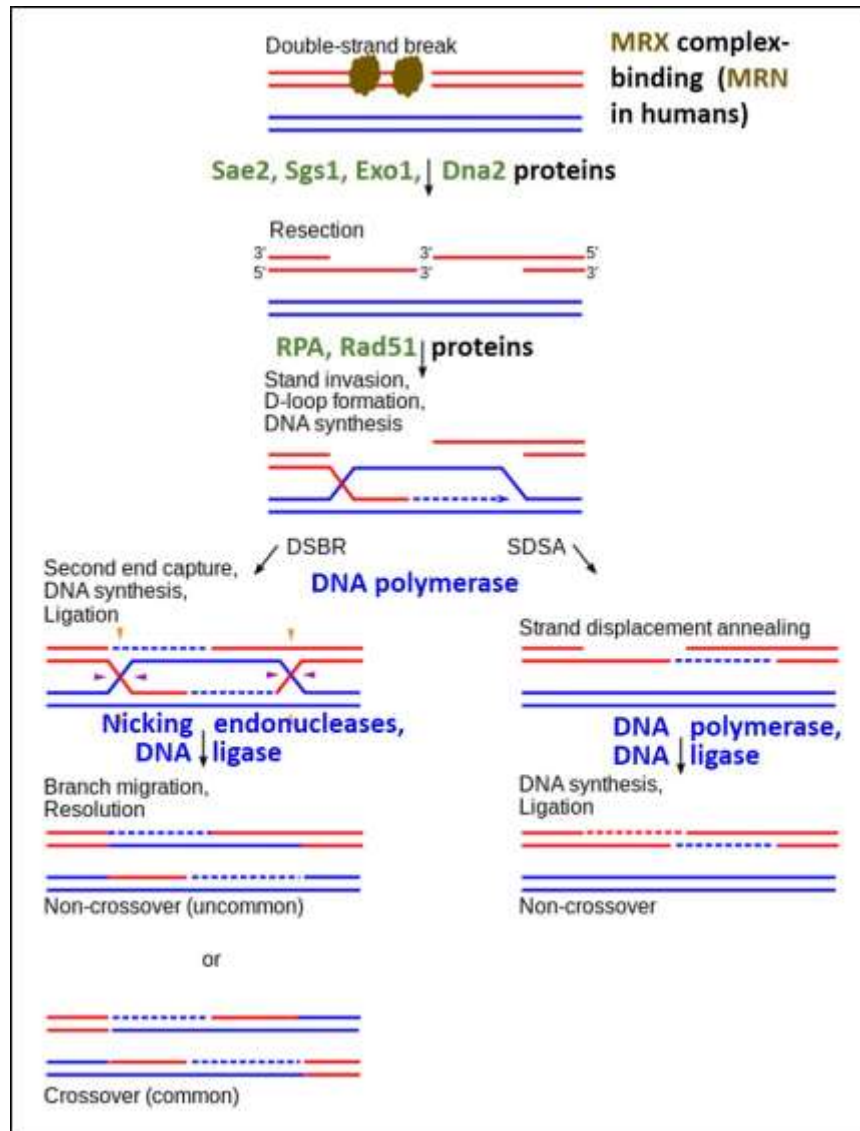 Double-strand break
MRX complex-
binding (MRN
in humans)
Sae2, Sgs1, Exo1, Dna2 proteins
Resection
3' 3' 5'
5' 3' 3'
RPA, Rad51 proteins
Stand invasion,
D-loop formation,
DNA synthesis
DSBR SDSA
Second end capture,
DNA synthesis,
Ligation
DNA polymerase
Strand displacement annealing
Nicking endonucleases,
DNA ligase
DNA polymerase,
DNA ligase
Branch migration,
Resolution
DNA synthesis,
Ligation
Non-crossover (uncommon)
Non-crossover
or
Crossover (common)